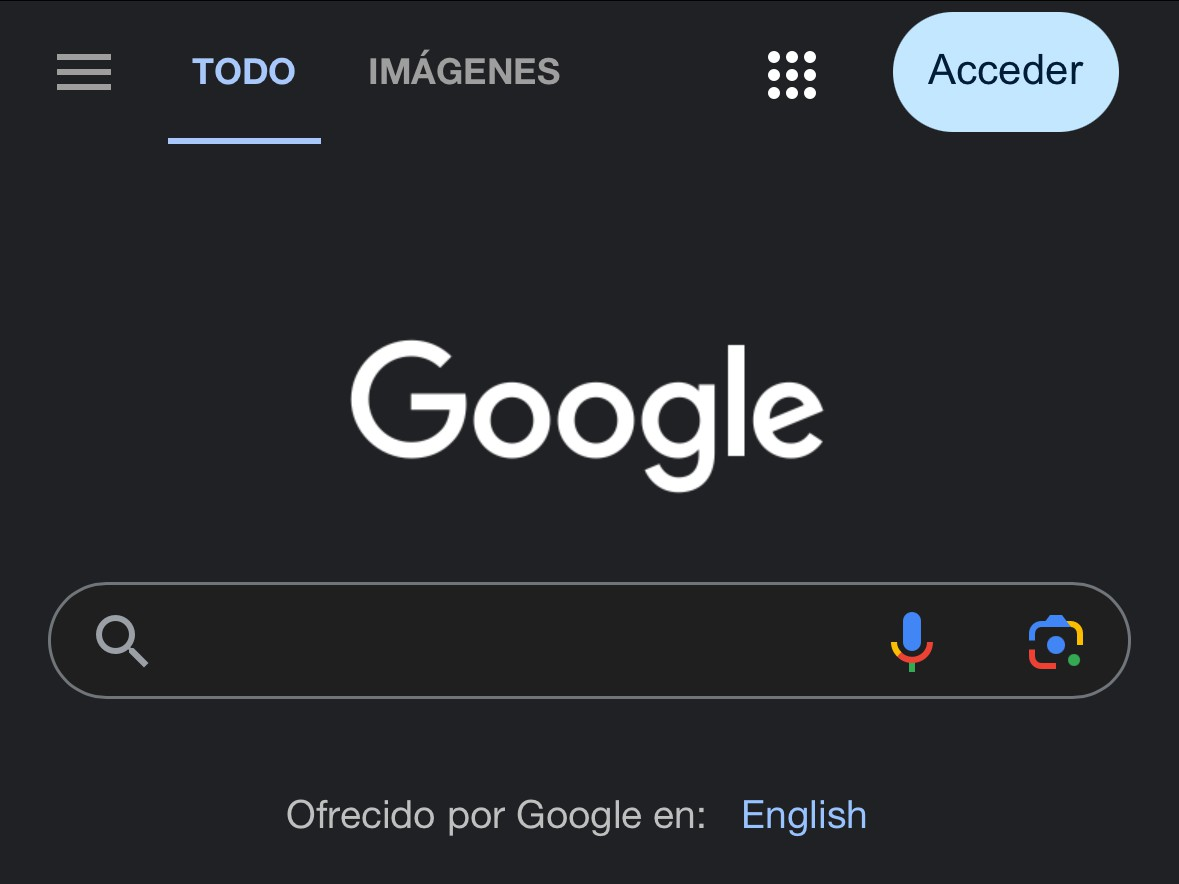 TODO IMÁGENES Acceder
Google
Ofrecido por Google en: English